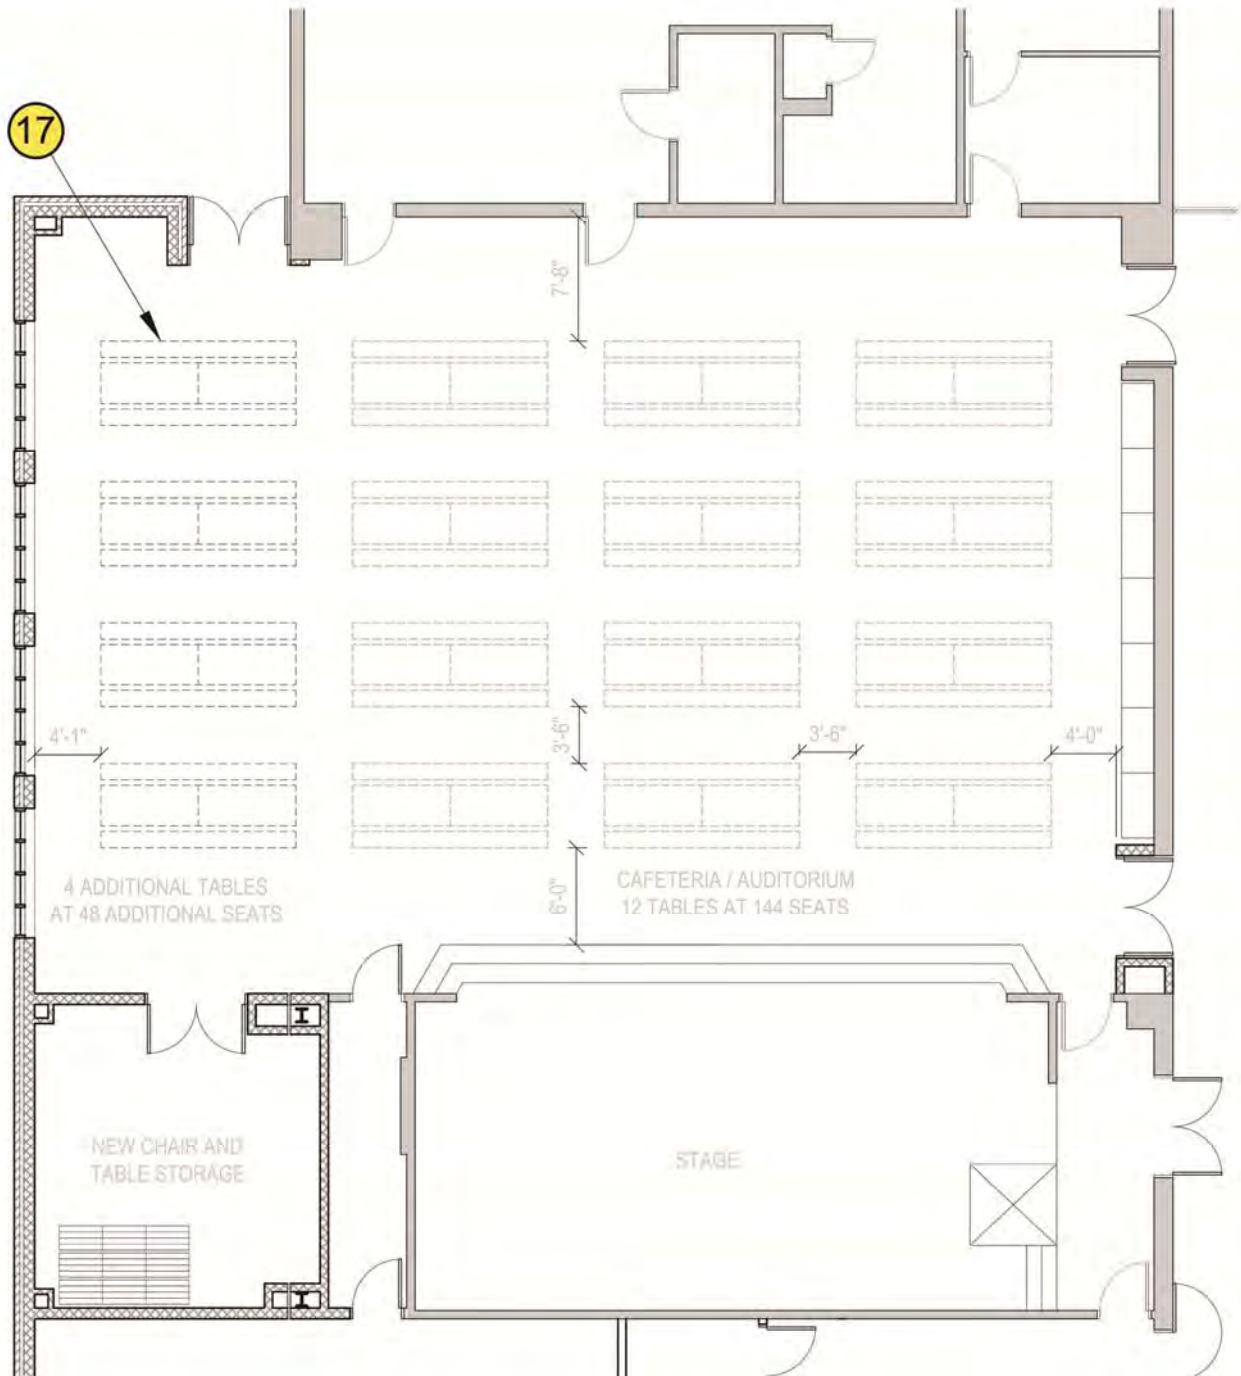 17
7'-8"
4'-1"
3'-6"
3'-6"
4'-0"
4 ADDITIONAL TABLES
AT 48 ADDITIONAL SEATS
6'-0"
CAFETERIA / AUDITORIUM
12 TABLES AT 144 SEATS
NEW CHAIR AND
TABLE STORAGE
STAGE